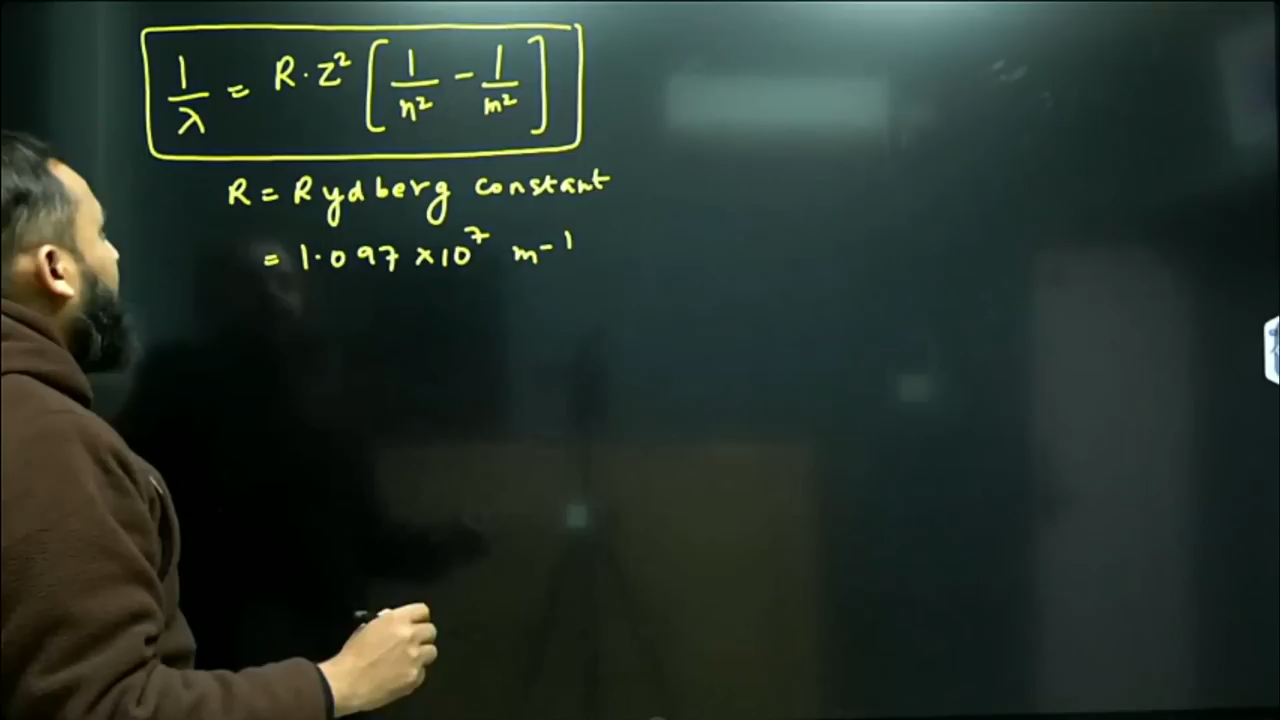 1/λ = R·Z² [1/n² - 1/m²]
R = Rydberg constant
= 1.097 ×10⁷ m-1